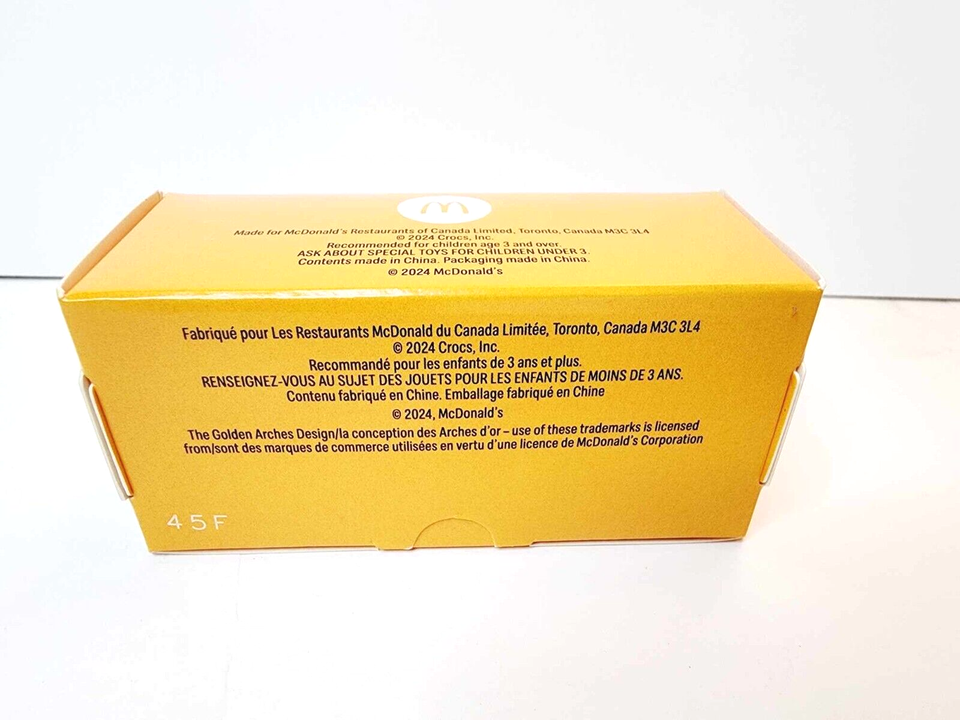 Made for McDonald's Restaurants of Canada Limited, Toronto, Canada M3C 3L4
© 2024 Crocs, Inc.
Recommended for children age 3 and over.
ASK ABOUT SPECIAL TOYS FOR CHILDREN UNDER 3.
Contents made in China. Packaging made in China.
© 2024 McDonald's
Fabriqué pour Les Restaurants McDonald du Canada Limitée, Toronto, Canada M3C 3L4
© 2024 Crocs, Inc.
Recommandé pour les enfants de 3 ans et plus.
RENSEIGNEZ-VOUS AU SUJET DES JOUETS POUR LES ENFANTS DE MOINS DE 3 ANS.
Contenu fabriqué en Chine. Emballage fabriqué en Chine
© 2024, McDonald's
The Golden Arches Design/la conception des Arches d'or – use of these trademarks is licensed
from/sont des marques de commerce utilisées en vertu d'une licence de McDonald's Corporation
45F